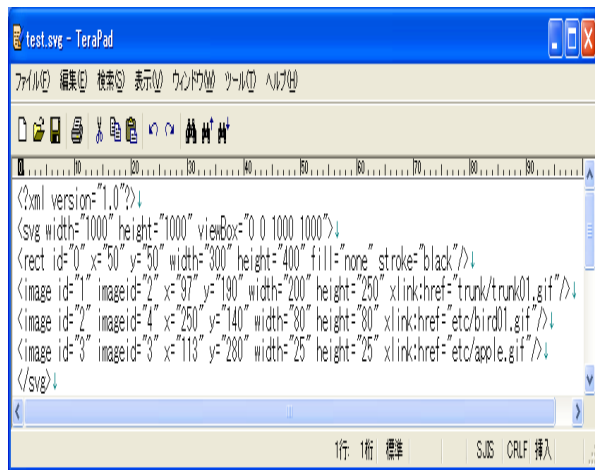 test.svg - TeraPad
ファイル(F) 編集(E) 検索(S) 表示(V) ウィンドウ(W) ツール(T) ヘルプ(H)
0 10 20 30 40 50 60 70 80 90
<?xml version="1.0"?>↓
<svg width="1000" height="1000" viewBox="0 0 1000 1000">↓
<rect id="0" x="50" y="50" width="300" height="400" fill="none" stroke="black"/>↓
<image id="1" imageid="2" x="97" y="190" width="200" height="250" xlink:href="trunk/trunk01.gif"/>↓
<image id="2" imageid="4" x="250" y="140" width="80" height="80" xlink:href="etc/bird01.gif"/>↓
<image id="3" imageid="3" x="113" y="280" width="25" height="25" xlink:href="etc/apple.gif"/>↓
</svg>↓
1行: 1桁 標準 SJIS CRLF 挿入